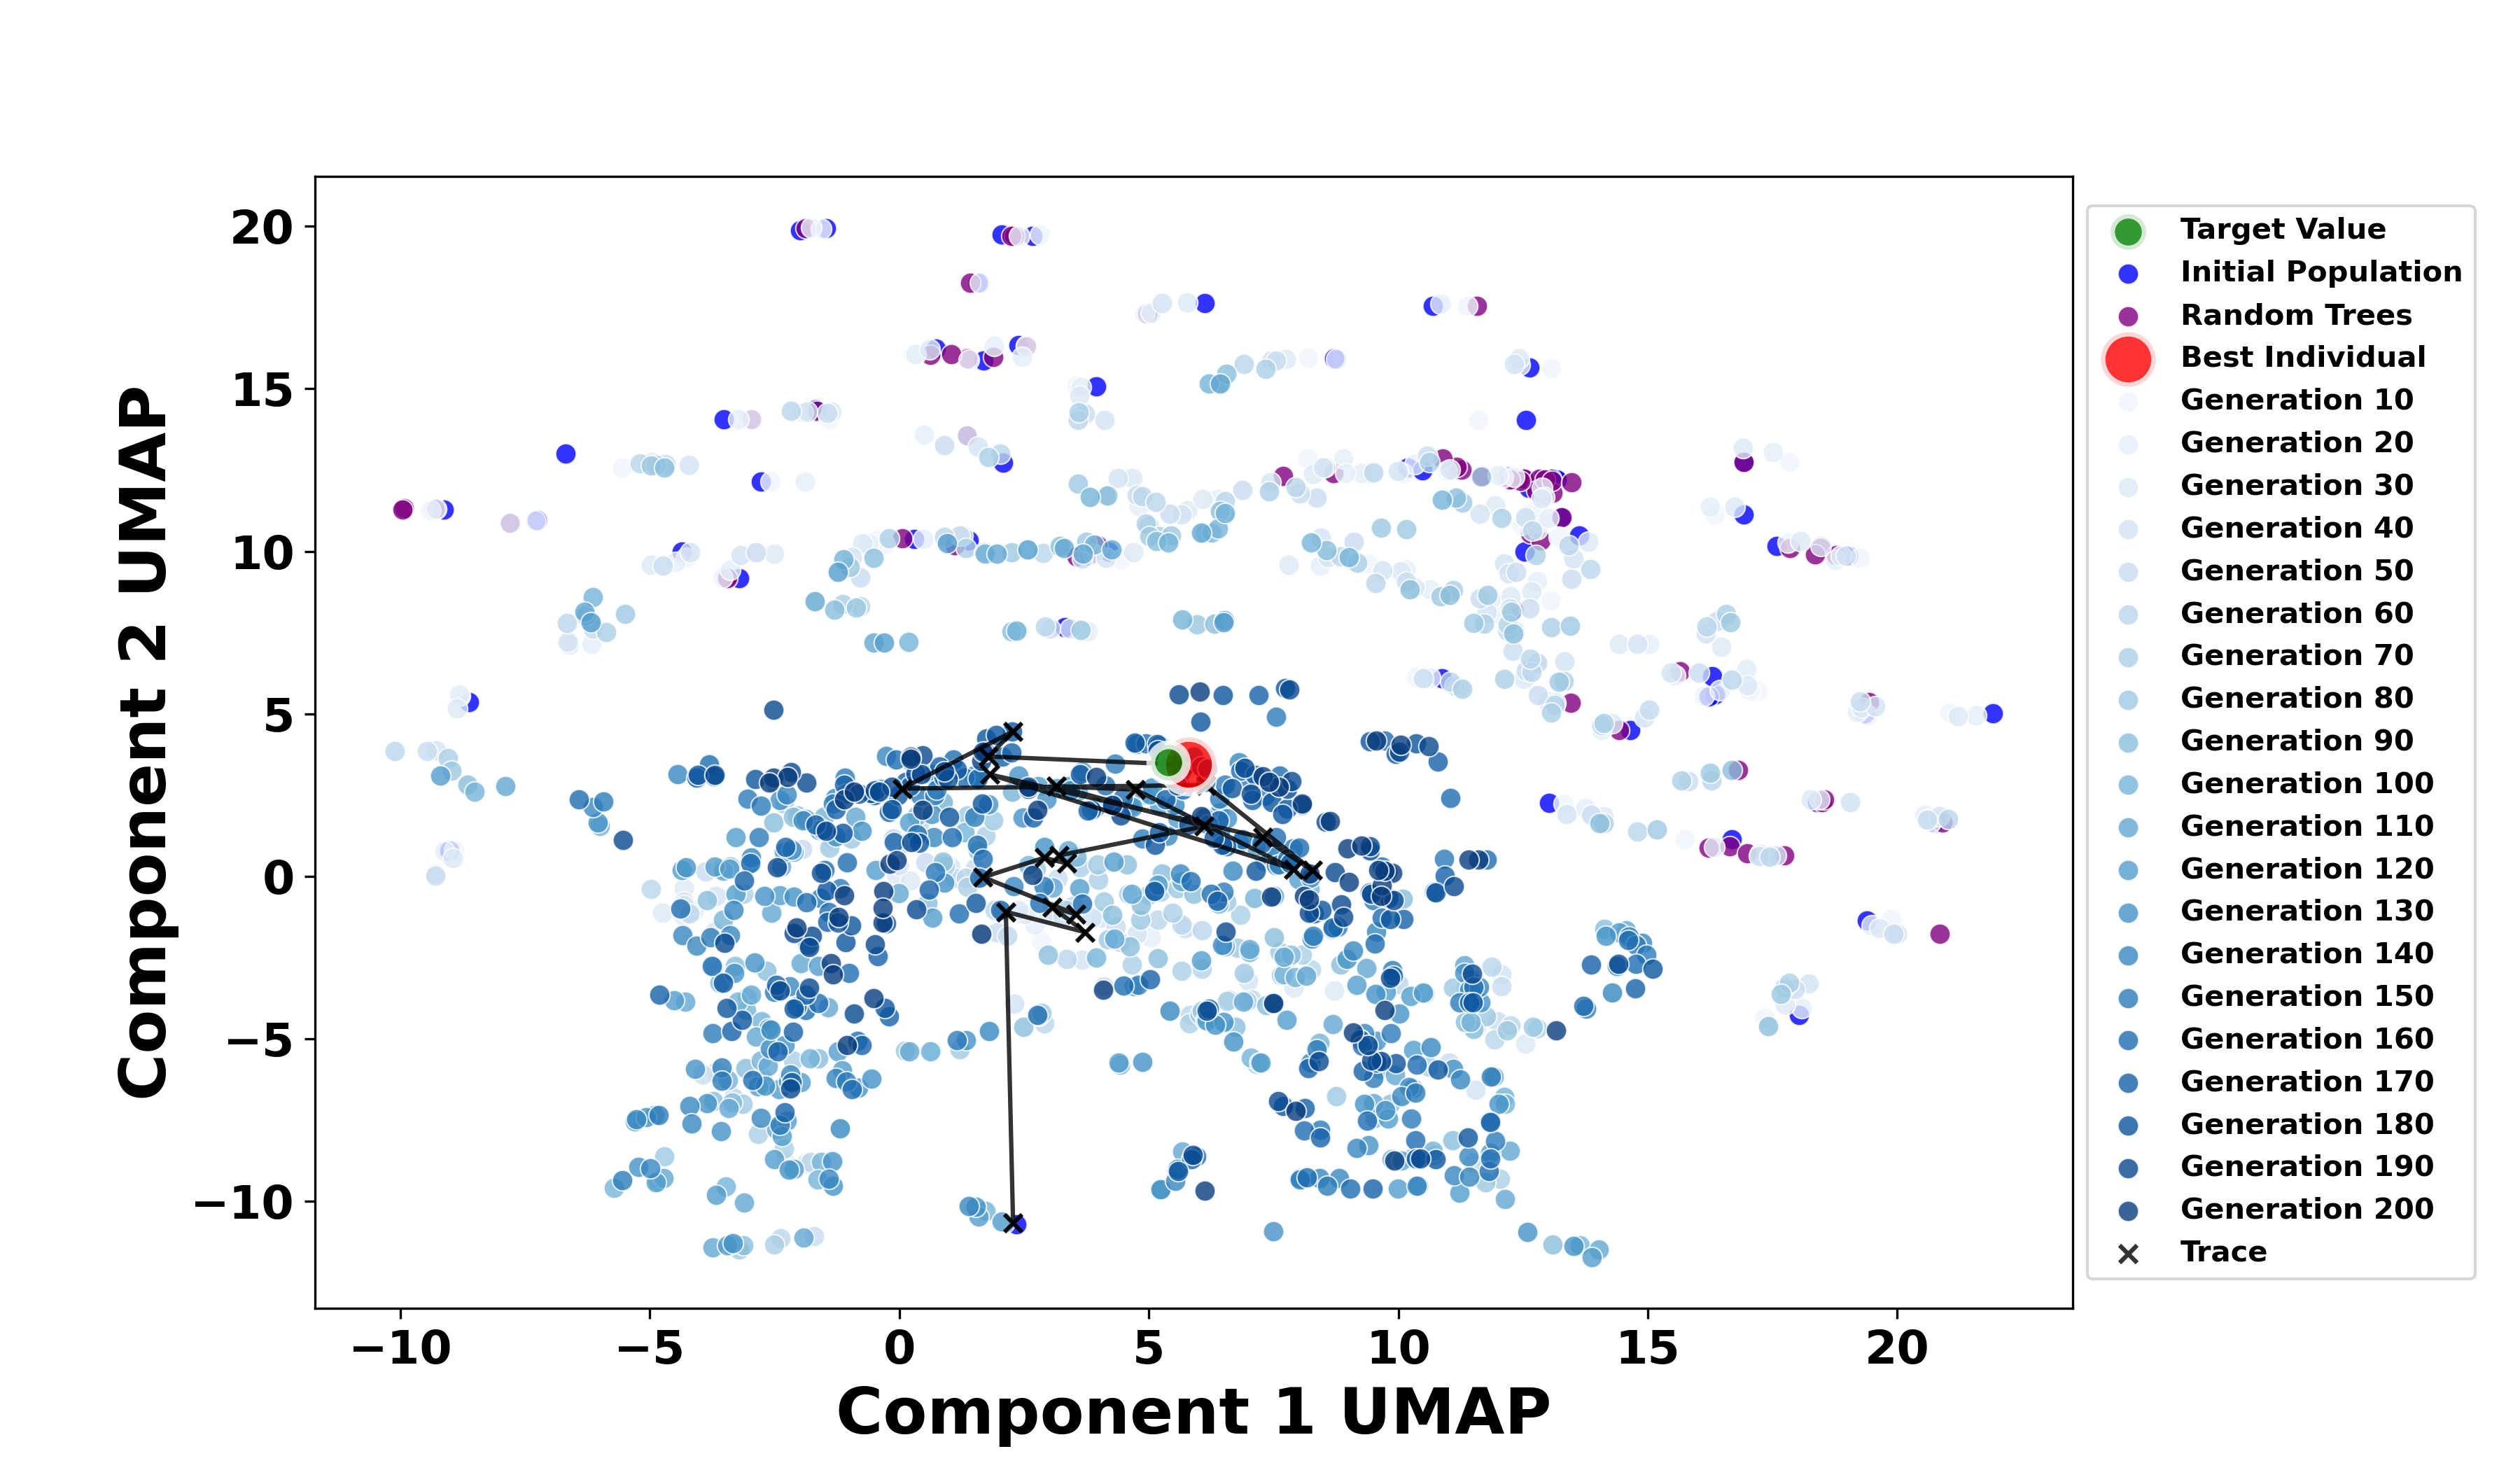 Component 2 UMAP
20
15
10
5
0
−5
−10
−10 −5 0 5 10 15 20
Component 1 UMAP
Target Value
Initial Population
Random Trees
Best Individual
Generation 10
Generation 20
Generation 30
Generation 40
Generation 50
Generation 60
Generation 70
Generation 80
Generation 90
Generation 100
Generation 110
Generation 120
Generation 130
Generation 140
Generation 150
Generation 160
Generation 170
Generation 180
Generation 190
Generation 200
Trace